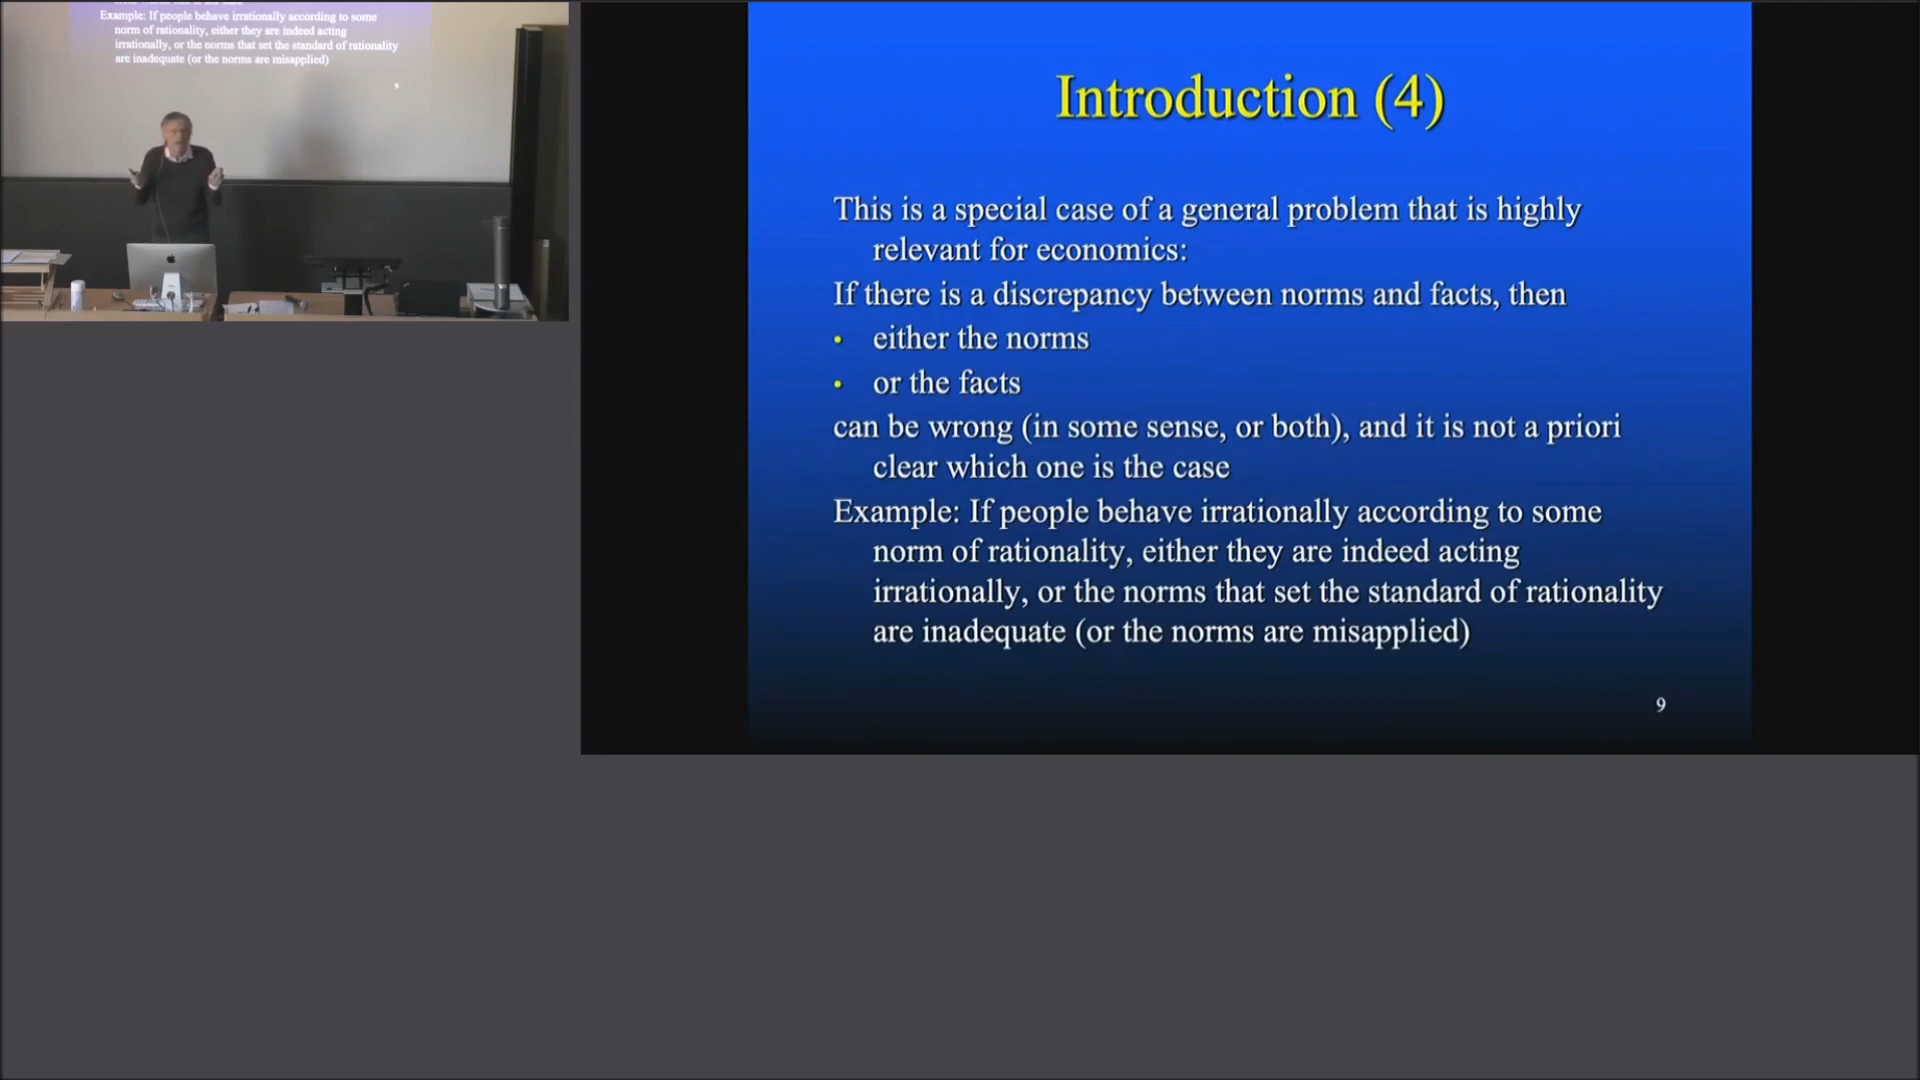 Example: If people behave irrationally according to some
norm of rationality, either they are indeed acting
irrationally, or the norms that set the standard of rationality
are inadequate (or the norms are misapplied)
Introduction (4)
This is a special case of a general problem that is highly
relevant for economics:
If there is a discrepancy between norms and facts, then
• either the norms
• or the facts
can be wrong (in some sense, or both), and it is not a priori
clear which one is the case
Example: If people behave irrationally according to some
norm of rationality, either they are indeed acting
irrationally, or the norms that set the standard of rationality
are inadequate (or the norms are misapplied)
9